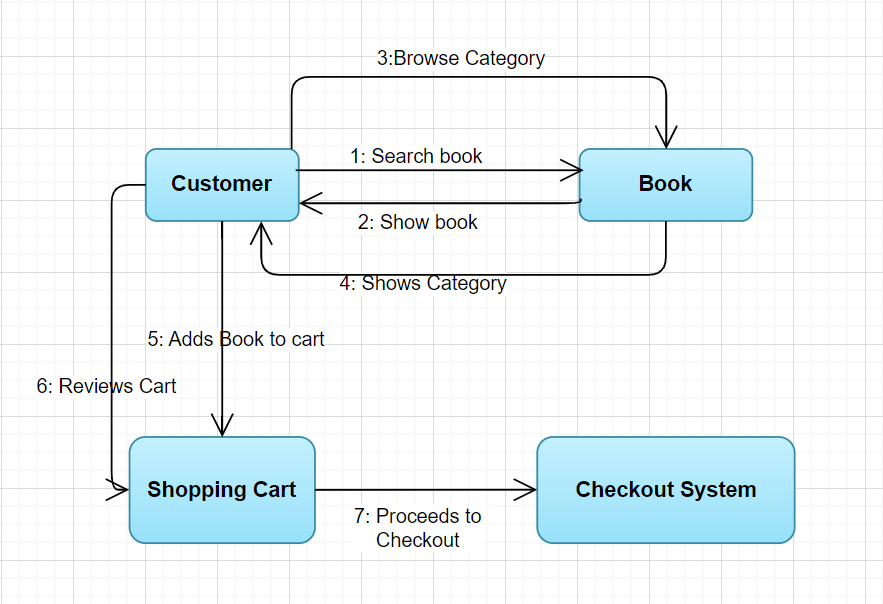 3:Browse Category
1: Search book
Customer
Book
2: Show book
4: Shows Category
5: Adds Book to cart
6: Reviews Cart
Shopping Cart
Checkout System
7: Proceeds to
Checkout